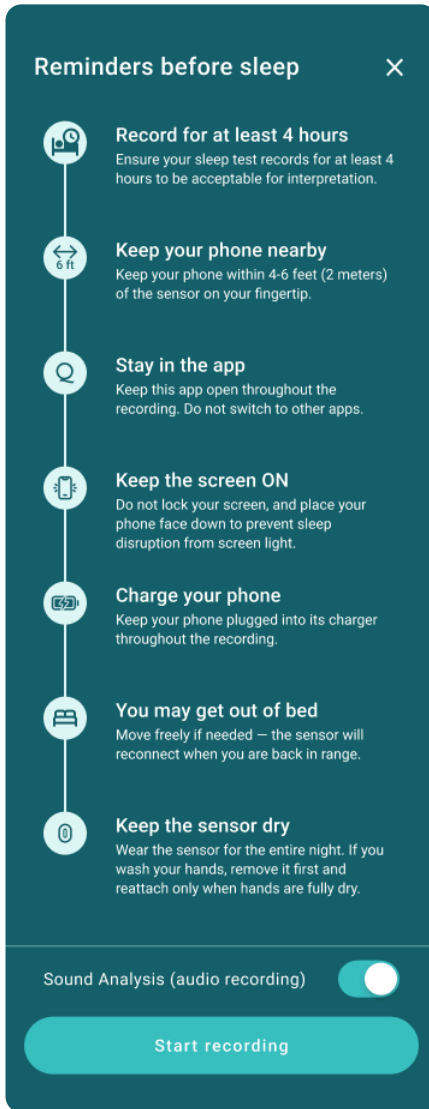 Reminders before sleep
Record for at least 4 hours
Ensure your sleep test records for at least 4
hours to be acceptable for interpretation.
6 ft
Keep your phone nearby
Keep your phone within 4-6 feet (2 meters)
of the sensor on your fingertip.
Stay in the app
Keep this app open throughout the
recording. Do not switch to other apps.
Keep the screen ON
Do not lock your screen, and place your
phone face down to prevent sleep
disruption from screen light.
Charge your phone
Keep your phone plugged into its charger
throughout the recording.
You may get out of bed
Move freely if needed — the sensor will
reconnect when you are back in range.
Keep the sensor dry
Wear the sensor for the entire night. If you
wash your hands, remove it first and
reattach only when hands are fully dry.
Sound Analysis (audio recording)
Start recording